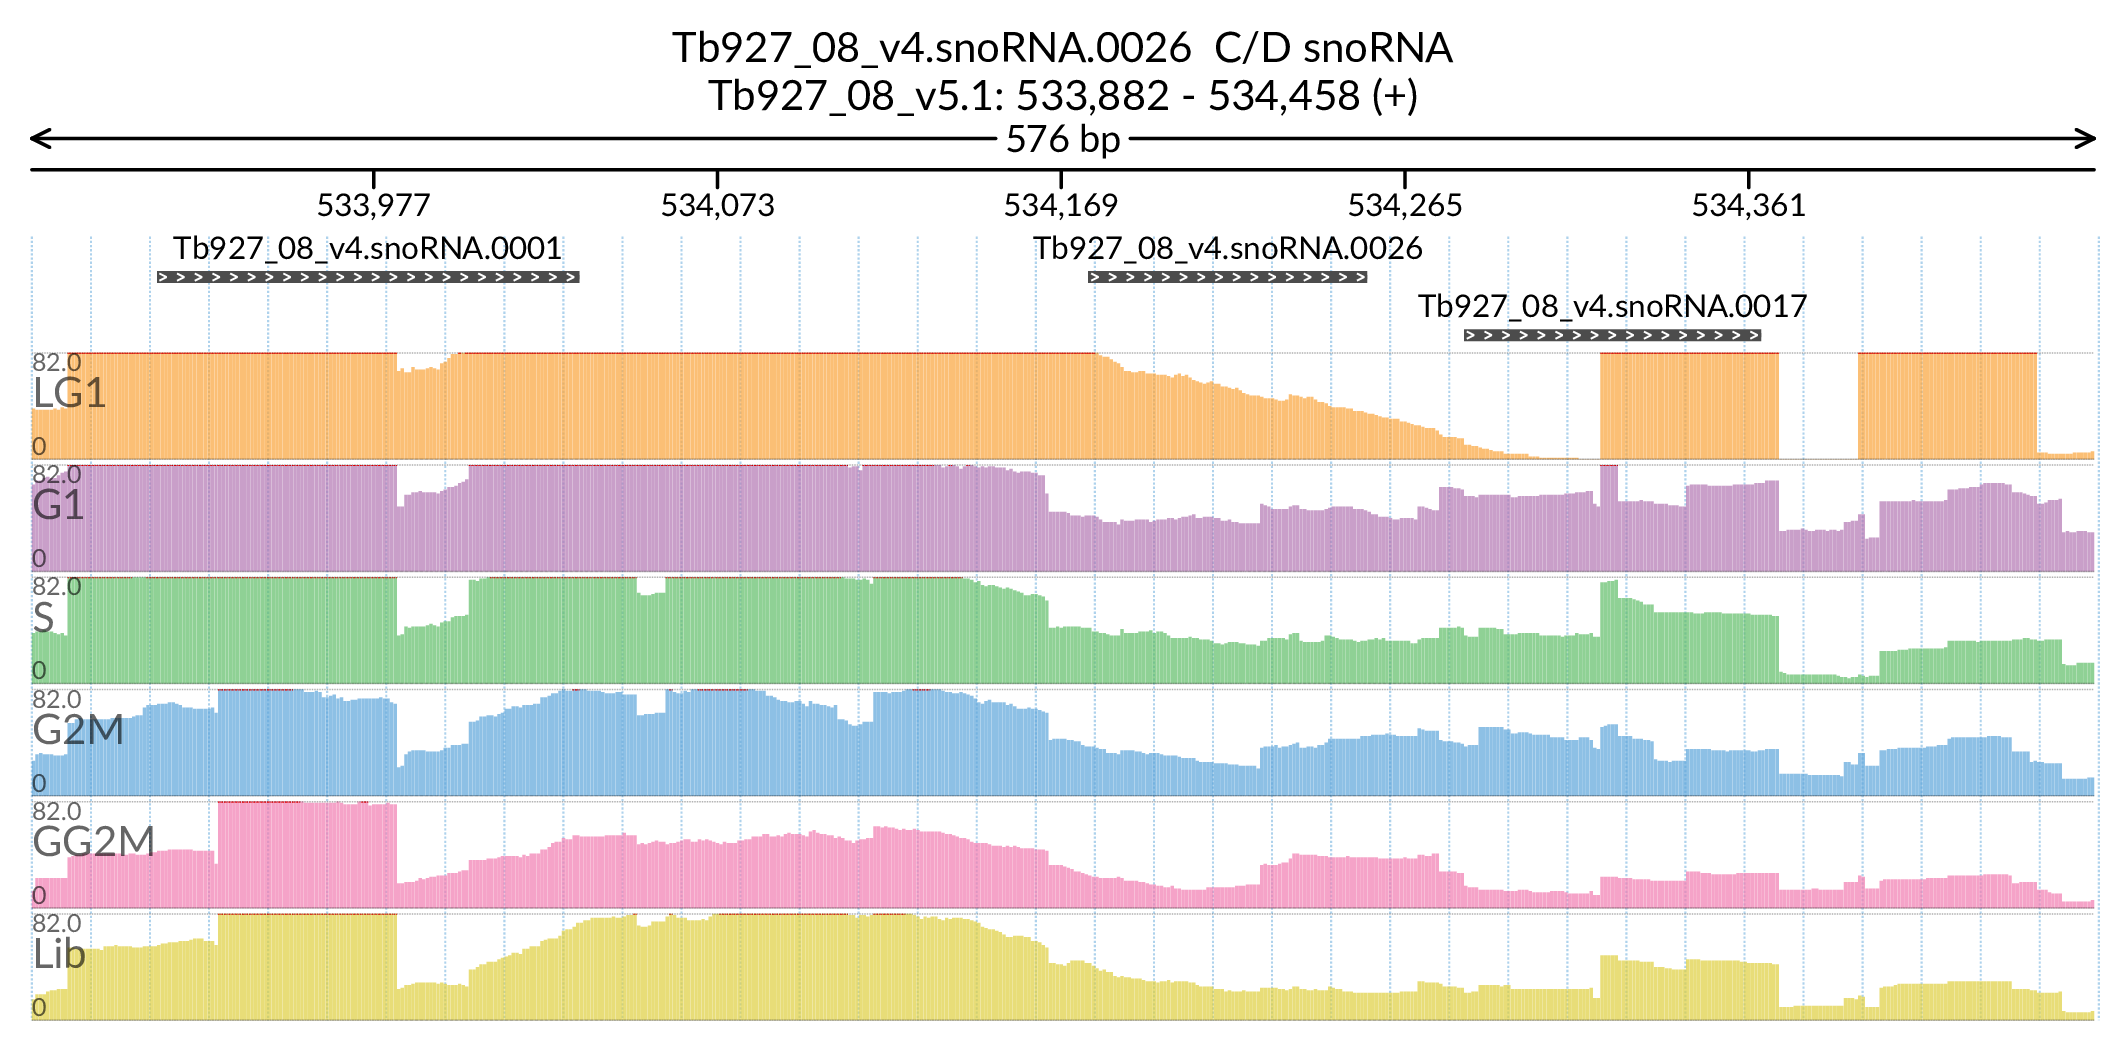 Tb927_08_v4.snoRNA.0026 C/D snoRNA
Tb927_08_v5.1: 533,882 - 534,458 (+)
576 bp
533,977 534,073 534,169 534,265 534,361
Tb927_08_v4.snoRNA.0001 Tb927_08_v4.snoRNA.0026
Tb927_08_v4.snoRNA.0017
82.0
LG1
0
82.0
G1
0
82.0
S
0
82.0
G2M
0
82.0
GG2M
0
82.0
Lib
0